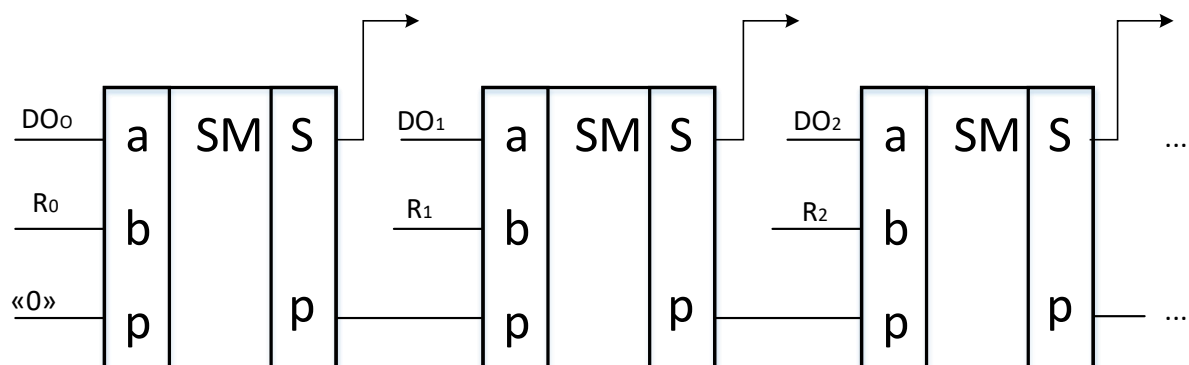 DO₀ a SM S DO₁ a SM S DO₂ a SM S ...
R₀ b R₁ b R₂ b
«0» p p p p p p ...